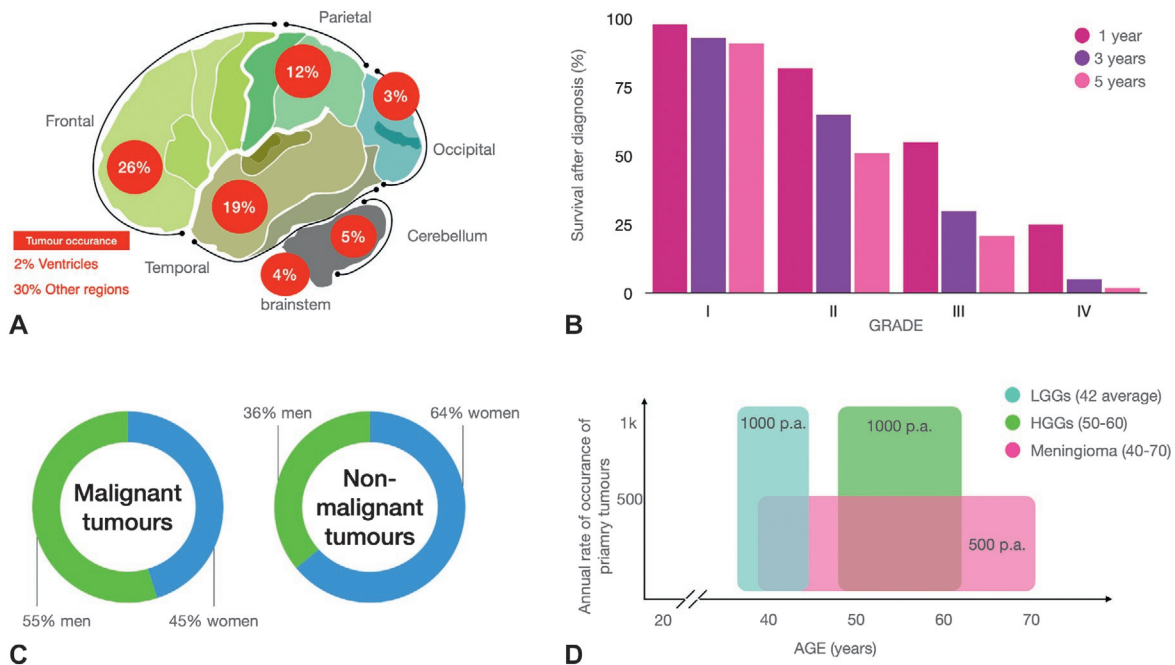 Parietal
12%
3%
Frontal
Occipital
26%
19%
5%
Cerebellum
Tumour occurance
2% Ventricles
30% Other regions
Temporal
4%
brainstem
A
100
75
50
25
0
Survival after diagnosis (%)
1 year
3 years
5 years
I
II
III
IV
GRADE
B
36% men
64% women
Malignant
tumours
Non-
malignant
tumours
55% men
45% women
C
LGGs (42 average)
HGGs (50-60)
Meningioma (40-70)
1k
500
Annual rate of occurance of
priamry tumours
1000 p.a.
1000 p.a.
500 p.a.
20
40
50
60
70
AGE (years)
D